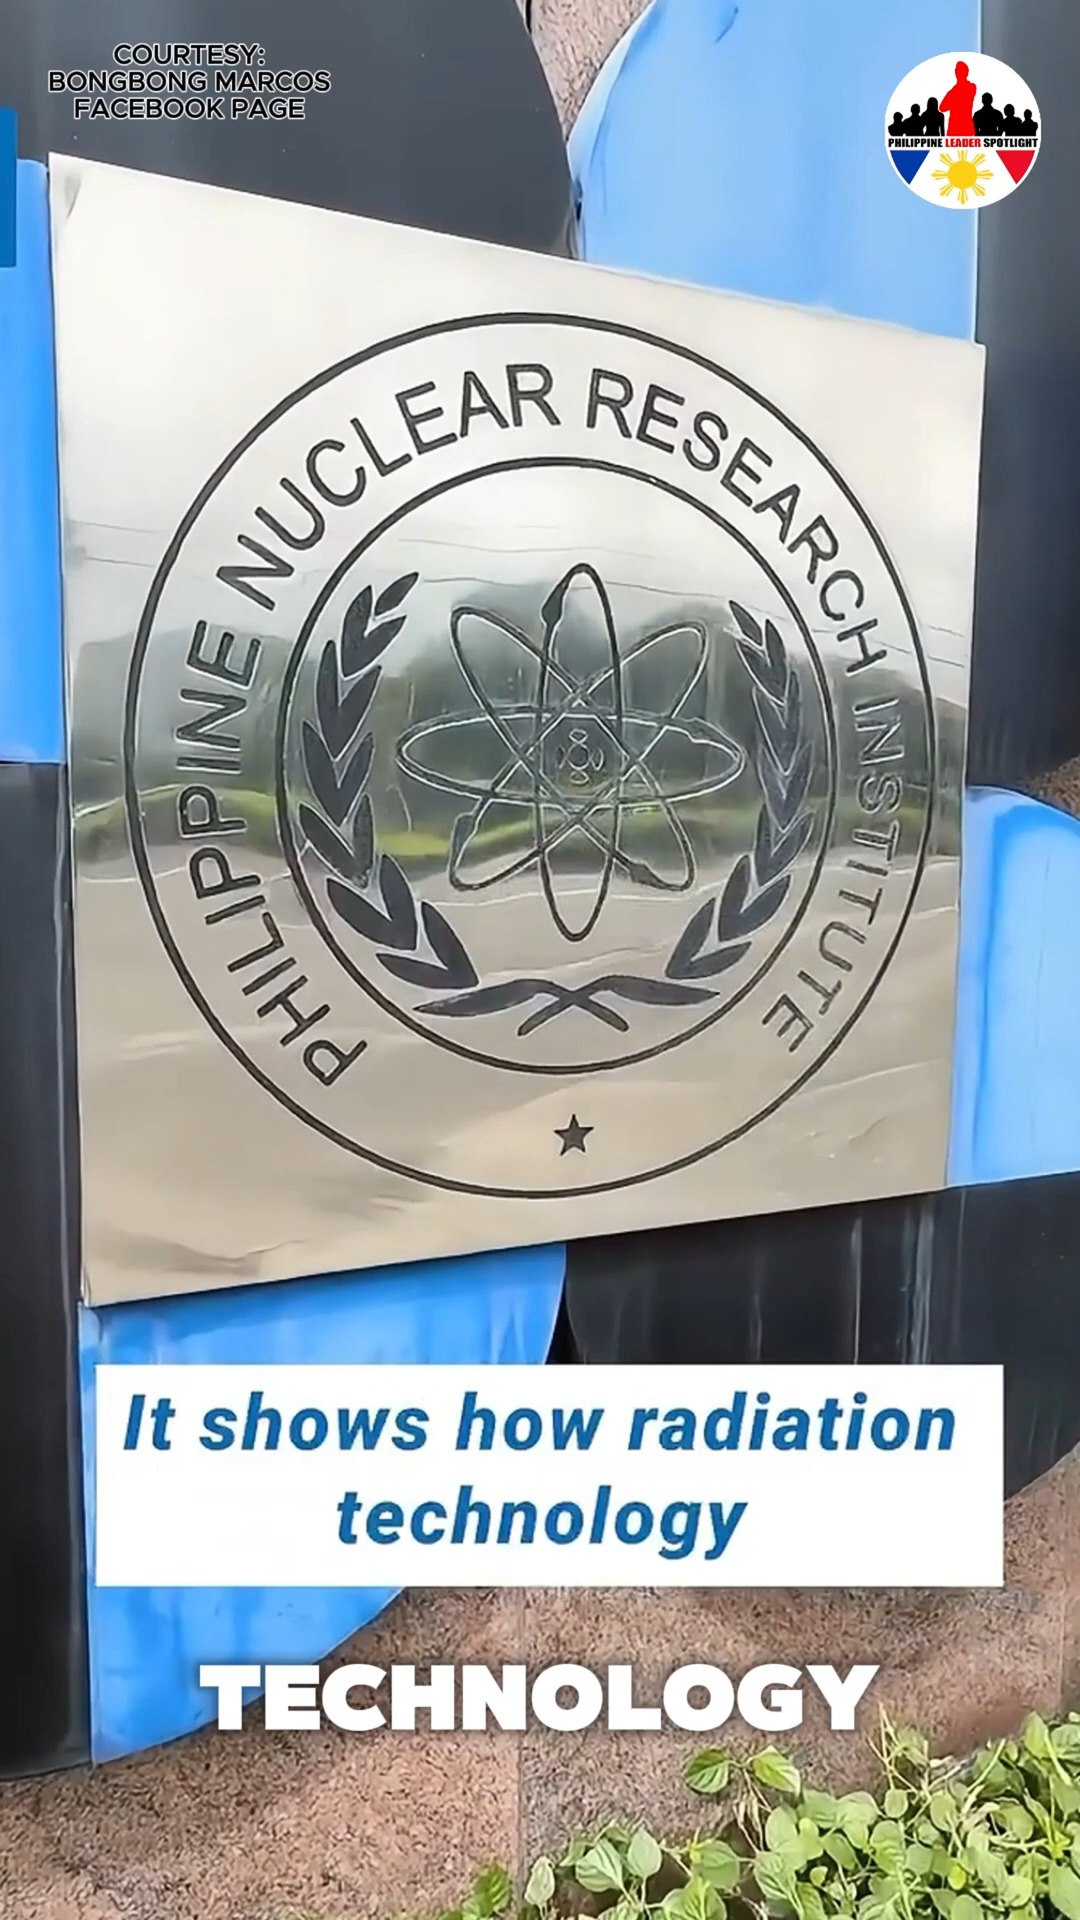 COURTESY:
BONGBONG MARCOS
FACEBOOK PAGE
PHILIPPINE LEADER SPOTLIGHT
PHILIPPINE NUCLEAR RESEARCH INSTITUTE
It shows how radiation
technology
TECHNOLOGY